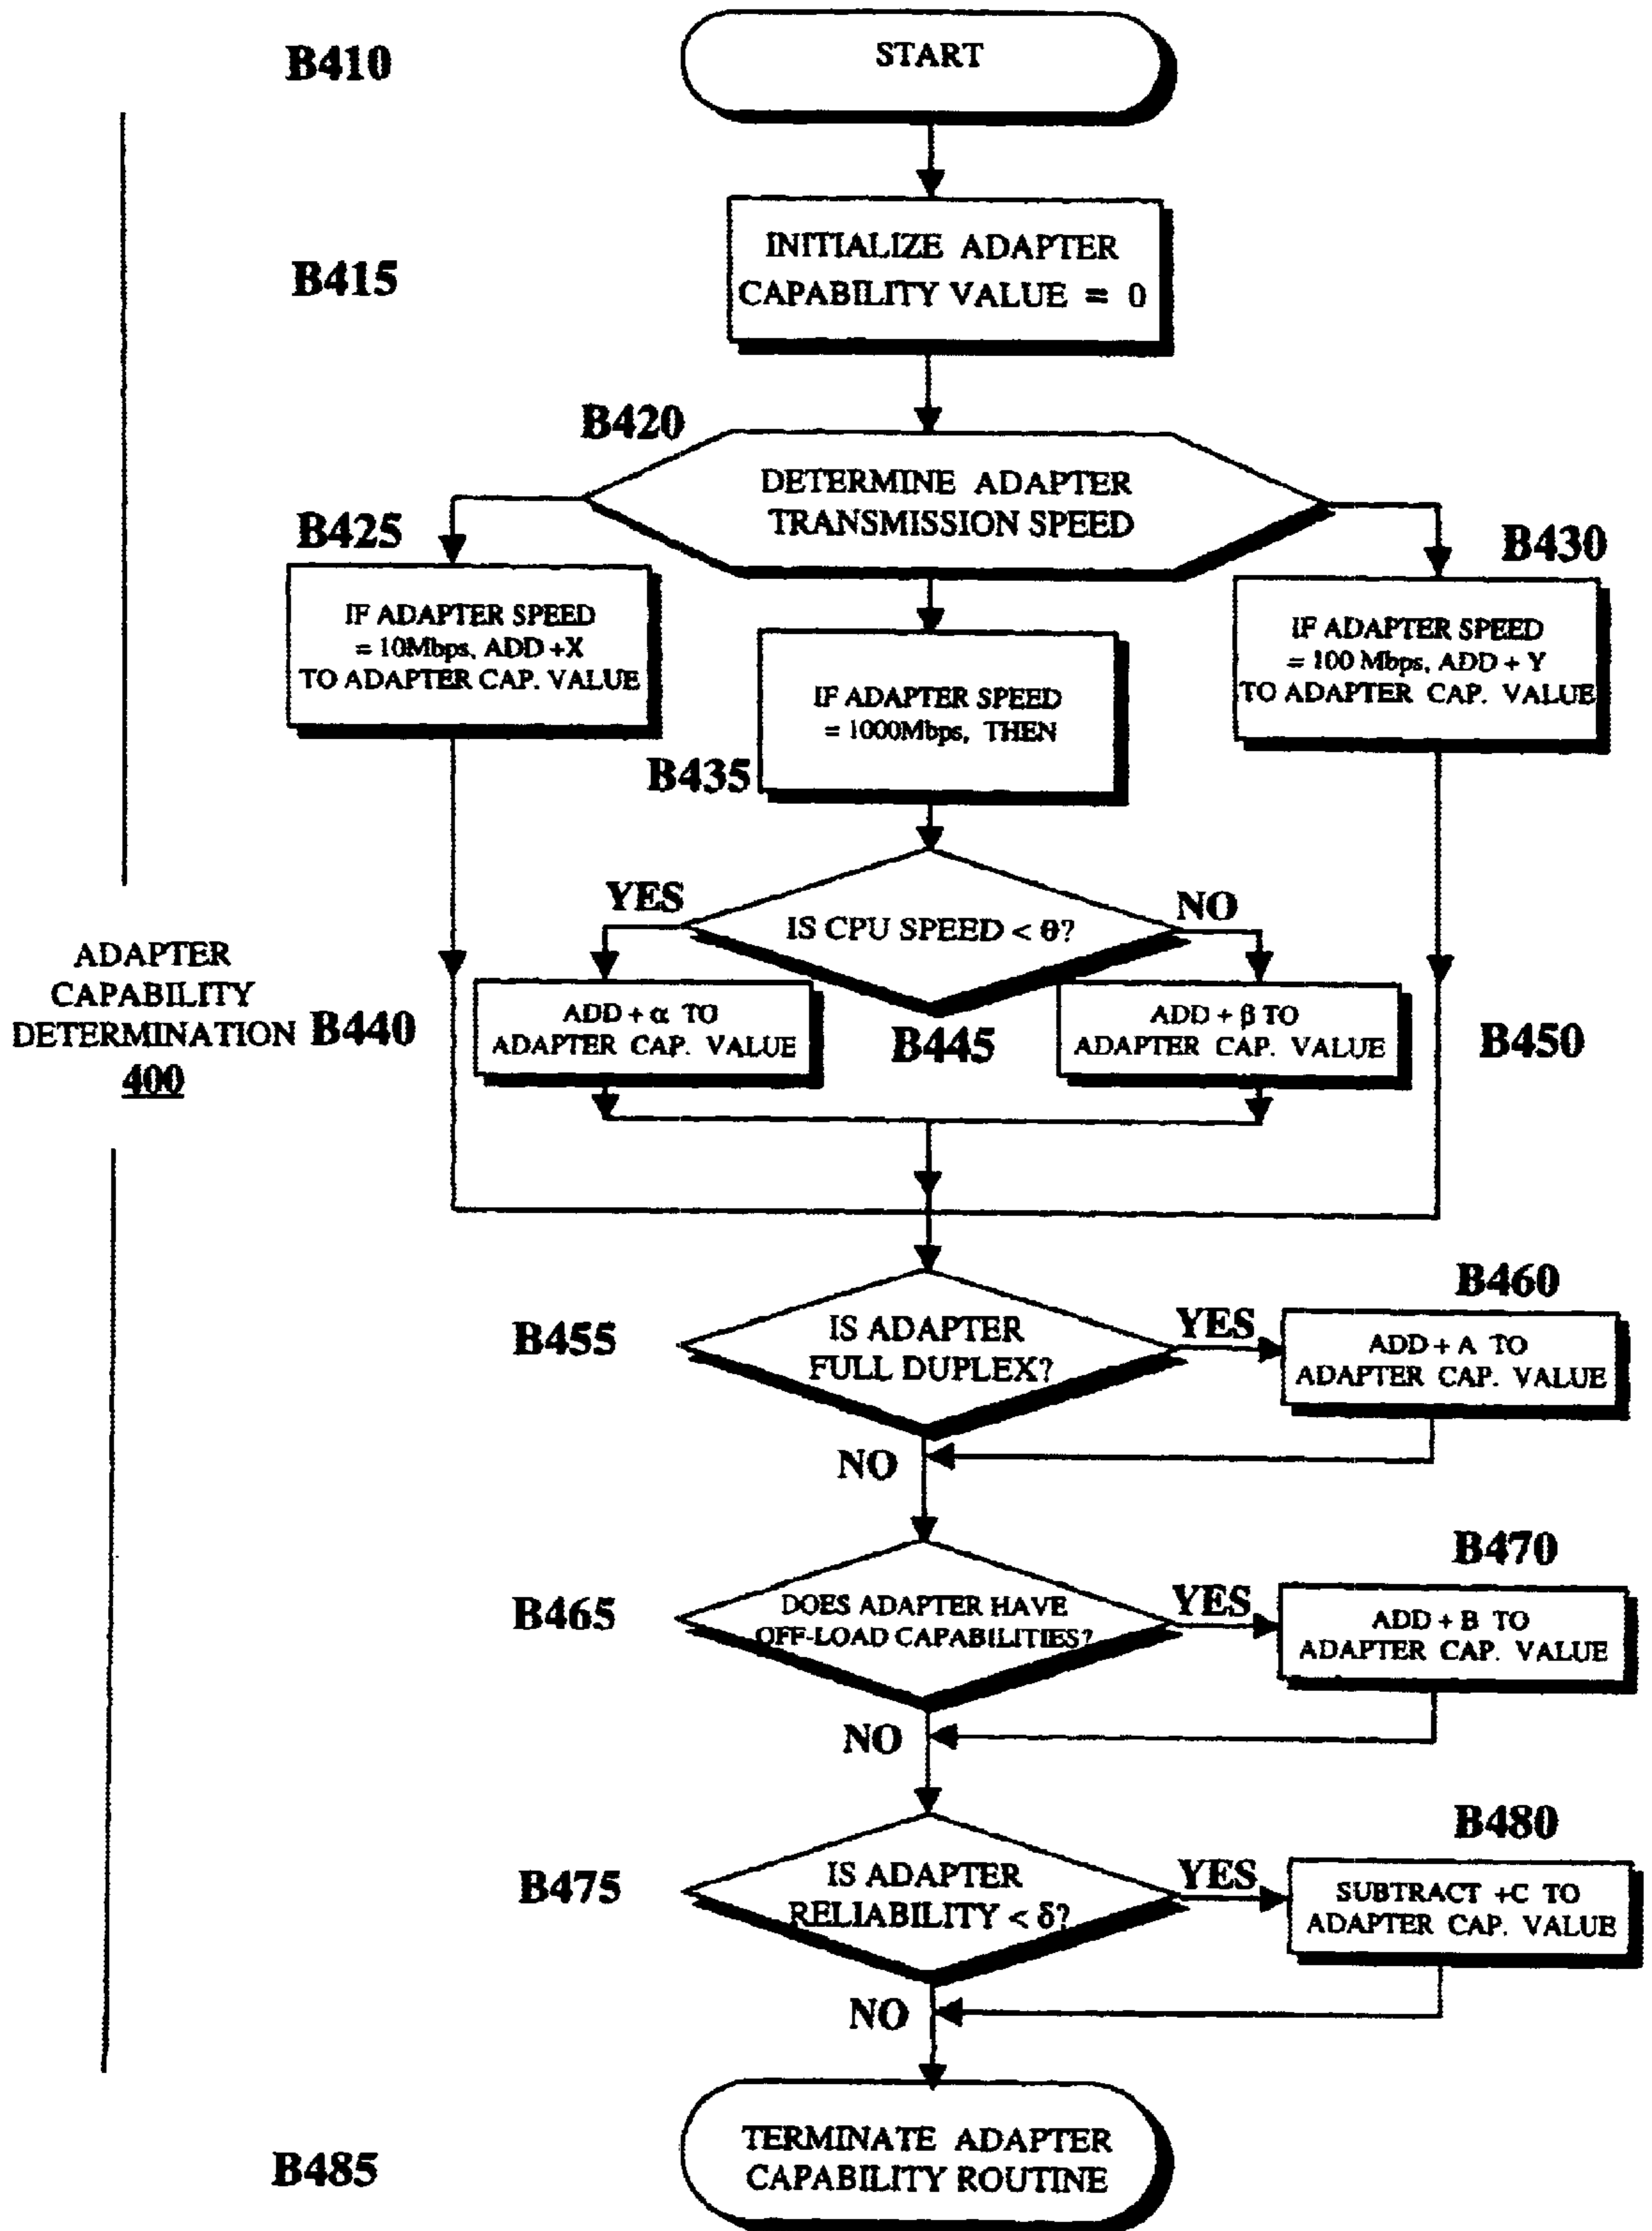 B410
START
B415
INITIALIZE ADAPTER
CAPABILITY VALUE = 0
B420
DETERMINE ADAPTER
TRANSMISSION SPEED
B425
IF ADAPTER SPEED
= 10Mbps, ADD +X
TO ADAPTER CAP. VALUE
B430
IF ADAPTER SPEED
= 100 Mbps, ADD + Y
TO ADAPTER CAP. VALUE
IF ADAPTER SPEED
= 1000Mbps, THEN
B435
YES
IS CPU SPEED < θ?
NO
ADAPTER
CAPABILITY
DETERMINATION
400
B440
ADD + α TO
ADAPTER CAP. VALUE
B445
ADD + β TO
ADAPTER CAP. VALUE
B450
B455
IS ADAPTER
FULL DUPLEX?
YES
B460
ADD + A TO
ADAPTER CAP. VALUE
NO
B465
DOES ADAPTER HAVE
OFF-LOAD CAPABILITIES?
YES
B470
ADD + B TO
ADAPTER CAP. VALUE
NO
B475
IS ADAPTER
RELIABILITY < δ?
YES
B480
SUBTRACT +C TO
ADAPTER CAP. VALUE
NO
B485
TERMINATE ADAPTER
CAPABILITY ROUTINE